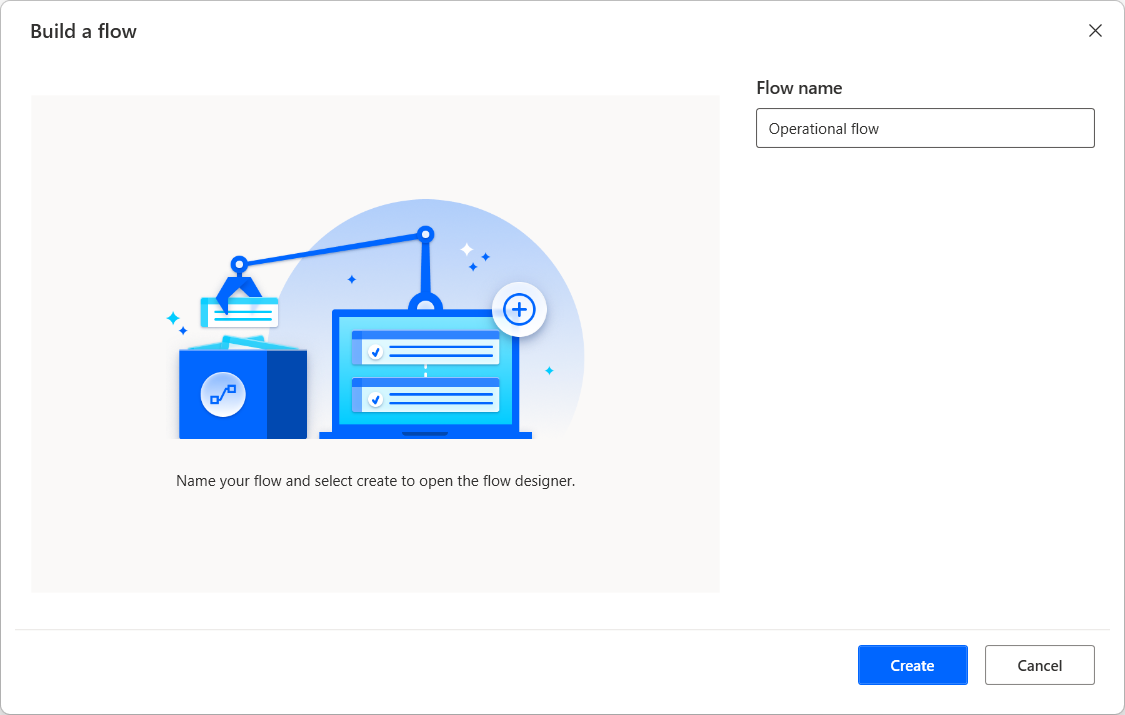 Build a flow
Flow name
Operational flow
Name your flow and select create to open the flow designer.
Create
Cancel